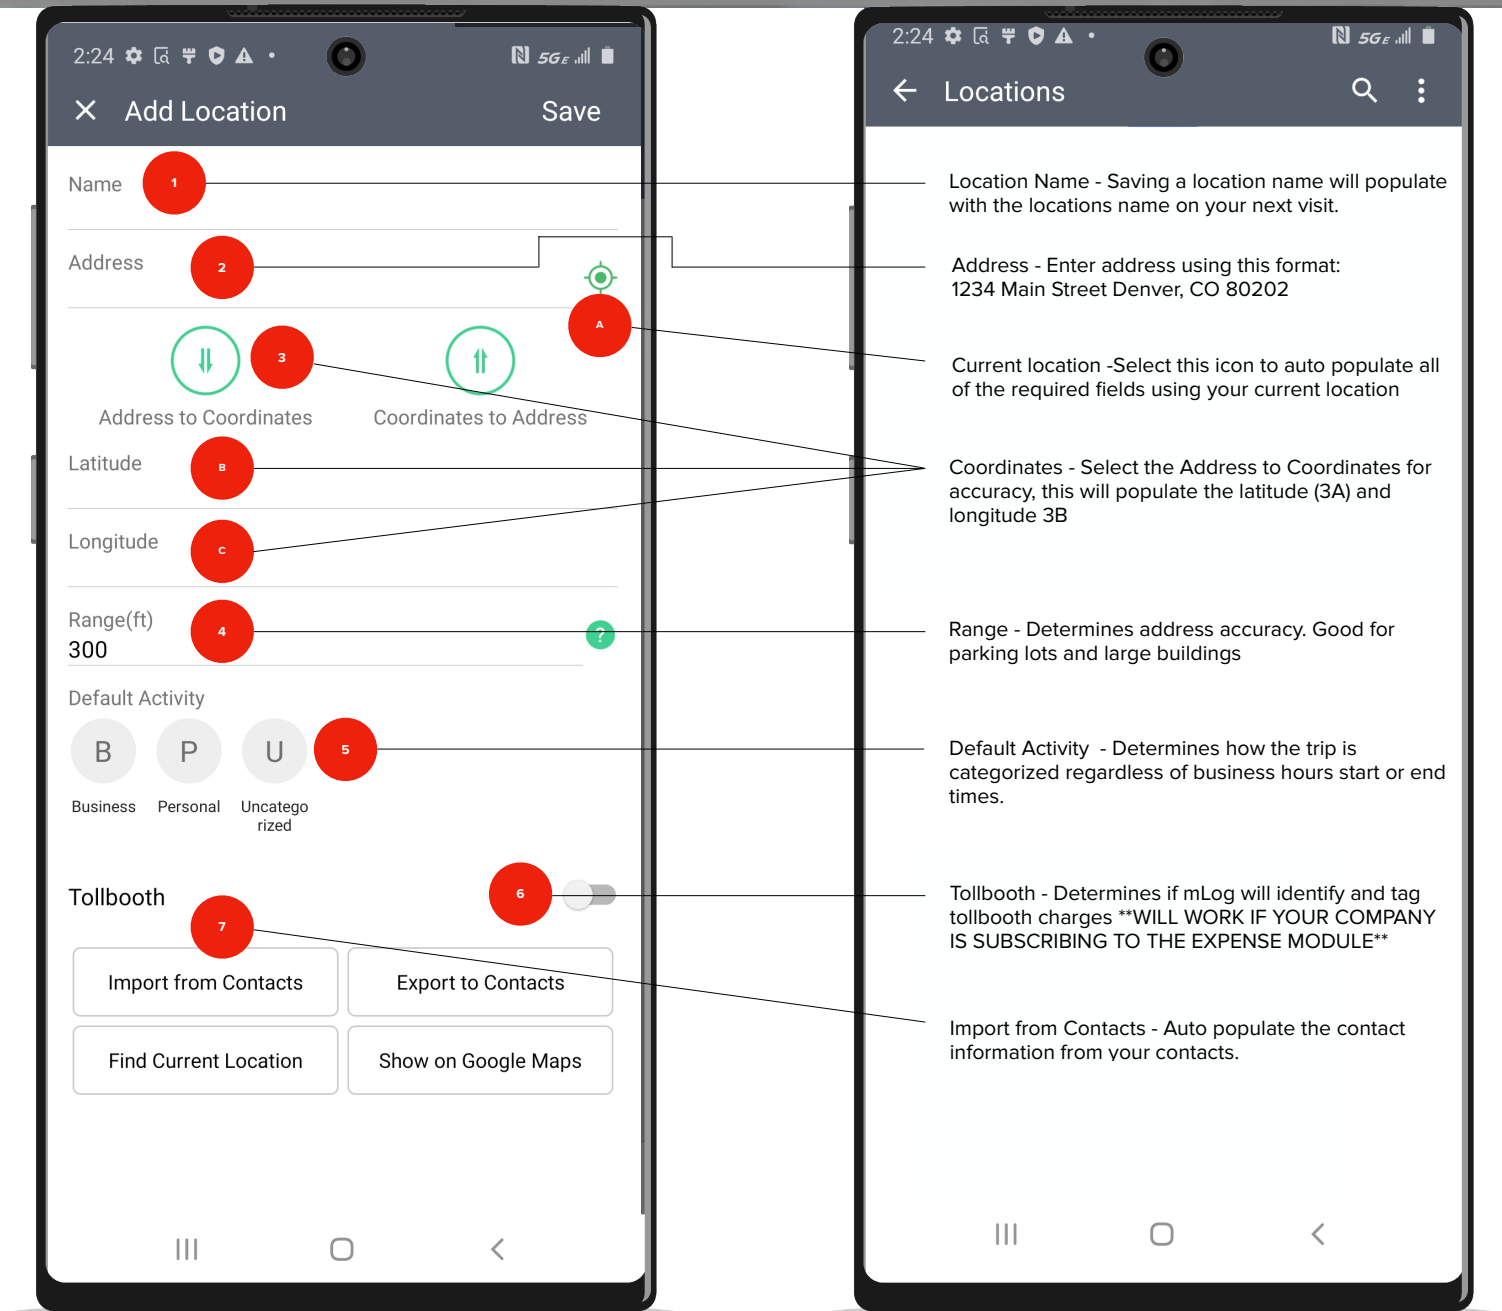 2:24
5GE
Add Location
Save
Name
1
Address
2
A
3
Address to Coordinates
Coordinates to Address
Latitude
B
Longitude
C
Range(ft)
300
4
?
Default Activity
B
P
U
5
Business
Personal
Uncatego
rized
Tollbooth
6
7
Import from Contacts
Export to Contacts
Find Current Location
Show on Google Maps
2:24
5GE
Locations
Location Name - Saving a location name will populate
with the locations name on your next visit.
Address - Enter address using this format:
1234 Main Street Denver, CO 80202
Current location -Select this icon to auto populate all
of the required fields using your current location
Coordinates - Select the Address to Coordinates for
accuracy, this will populate the latitude (3A) and
longitude 3B
Range - Determines address accuracy. Good for
parking lots and large buildings
Default Activity  - Determines how the trip is
categorized regardless of business hours start or end
times.
Tollbooth - Determines if mLog will identify and tag
tollbooth charges **WILL WORK IF YOUR COMPANY
IS SUBSCRIBING TO THE EXPENSE MODULE**
Import from Contacts - Auto populate the contact
information from your contacts.